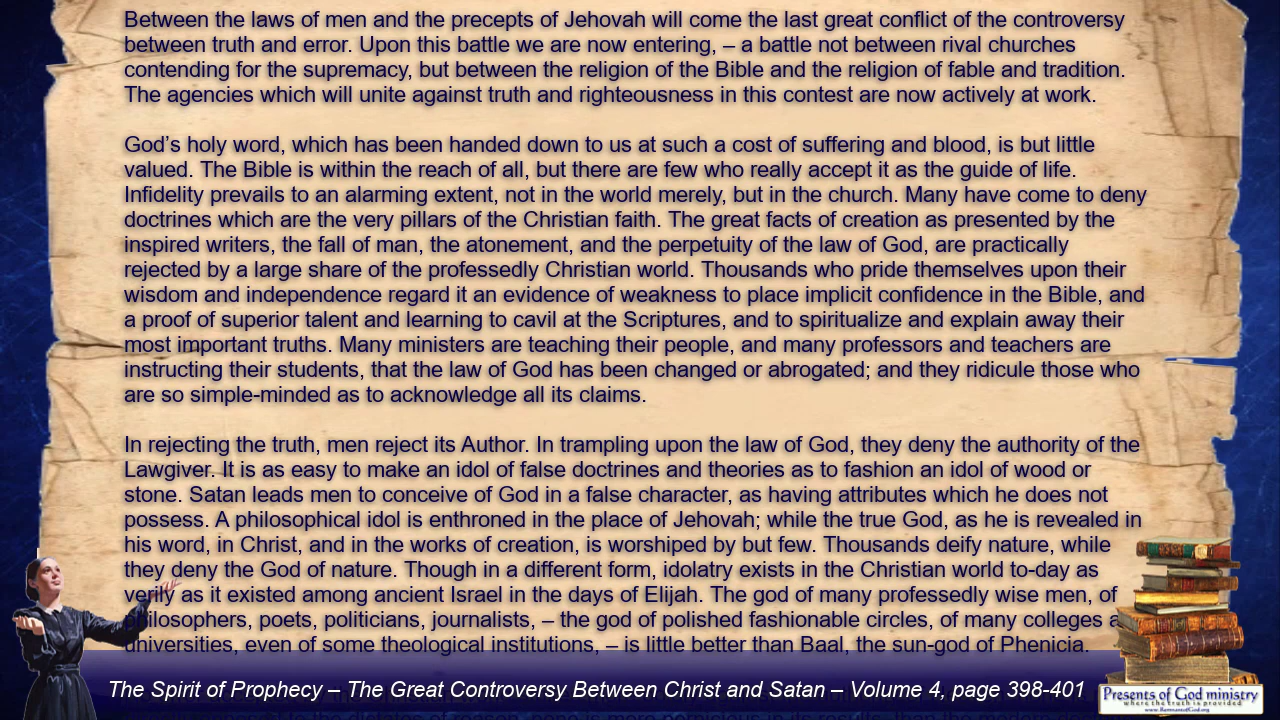 Between the laws of men and the precepts of Jehovah will come the last great conflict of the controversy
between truth and error. Upon this battle we are now entering, – a battle not between rival churches
contending for the supremacy, but between the religion of the Bible and the religion of fable and tradition.
The agencies which will unite against truth and righteousness in this contest are now actively at work.
God’s holy word, which has been handed down to us at such a cost of suffering and blood, is but little
valued. The Bible is within the reach of all, but there are few who really accept it as the guide of life.
Infidelity prevails to an alarming extent, not in the world merely, but in the church. Many have come to deny
doctrines which are the very pillars of the Christian faith. The great facts of creation as presented by the
inspired writers, the fall of man, the atonement, and the perpetuity of the law of God, are practically
rejected by a large share of the professedly Christian world. Thousands who pride themselves upon their
wisdom and independence regard it an evidence of weakness to place implicit confidence in the Bible, and
a proof of superior talent and learning to cavil at the Scriptures, and to spiritualize and explain away their
most important truths. Many ministers are teaching their people, and many professors and teachers are
instructing their students, that the law of God has been changed or abrogated; and they ridicule those who
are so simple-minded as to acknowledge all its claims.
In rejecting the truth, men reject its Author. In trampling upon the law of God, they deny the authority of the
Lawgiver. It is as easy to make an idol of false doctrines and theories as to fashion an idol of wood or
stone. Satan leads men to conceive of God in a false character, as having attributes which he does not
possess. A philosophical idol is enthroned in the place of Jehovah; while the true God, as he is revealed in
his word, in Christ, and in the works of creation, is worshiped by but few. Thousands deify nature, while
they deny the God of nature. Though in a different form, idolatry exists in the Christian world to-day as
verily as it existed among ancient Israel in the days of Elijah. The god of many professedly wise men, of
philosophers, poets, politicians, journalists, – the god of polished fashionable circles, of many colleges
universities, even of some theological institutions, – is little better than Baal, the sun-god of Phenicia.
The Spirit of Prophecy – The Great Controversy Between Christ and Satan – Volume 4, page 398-401
Presents of God ministry
where the truth is provided
www.RemnantofGod.org